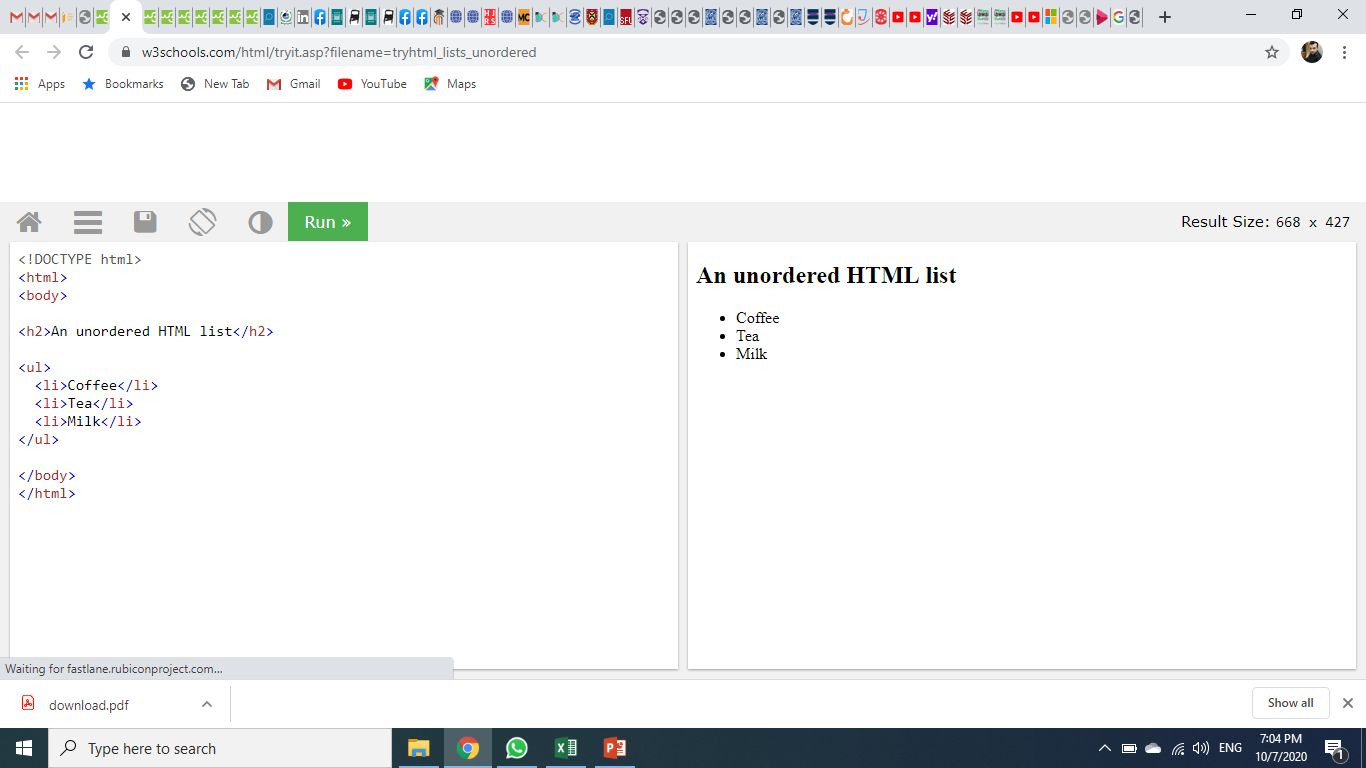 w3schools.com/html/tryit.asp?filename=tryhtml_lists_unordered
Apps Bookmarks New Tab Gmail YouTube Maps
Run » Result Size: 668 x 427
<!DOCTYPE html>
<html>
<body>
<h2>An unordered HTML list</h2>
<ul>
<li>Coffee</li>
<li>Tea</li>
<li>Milk</li>
</ul>
</body>
</html>
An unordered HTML list
• Coffee
• Tea
• Milk
Waiting for fastlane.rubiconproject.com...
download.pdf Show all
Type here to search ENG 7:04 PM
10/7/2020 1